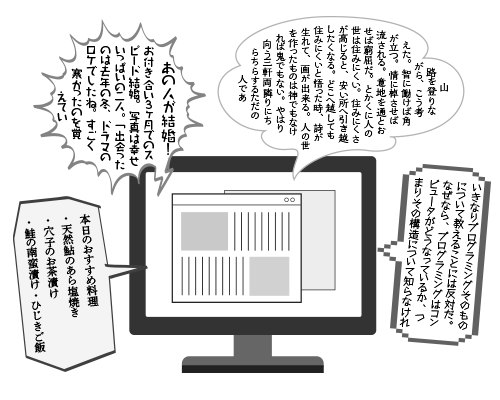 山
路を登りな
がら、こう考
えた。智に働けば角
が立つ。情に棹させば
流される。意地を通とお
せば窮屈だ。とかくに人の
世は住みにくい。住みにくさ
が高じると、安い所へ引き越
したくなる。どこへ越しても
住みにくいと悟った時、詩が
生れて、画が出来る。人の世
を作ったものは神でもなけ
れば鬼でもない。やはり
向う三軒両隣りにち
らちらするただの
人であ
あの人が結婚!
お付き合い3ヶ月でのス
ピード結婚。写真は幸せ
いっぱいの二人。「出会った
のは去年の冬、ドラマの
ロケでしたね。すごく
寒かったのを覚
えてい
いきなりプログラミングそのもの
について教えることには反対だ。
なぜなら、プログラミングはコン
ピュータがどうなっているか、つ
まりその構造について知らなけれ
本日のおすすめ料理
・天然鮎のあら塩焼き
・穴子のお茶漬け
・鮭の南蛮漬け・ひじきご飯